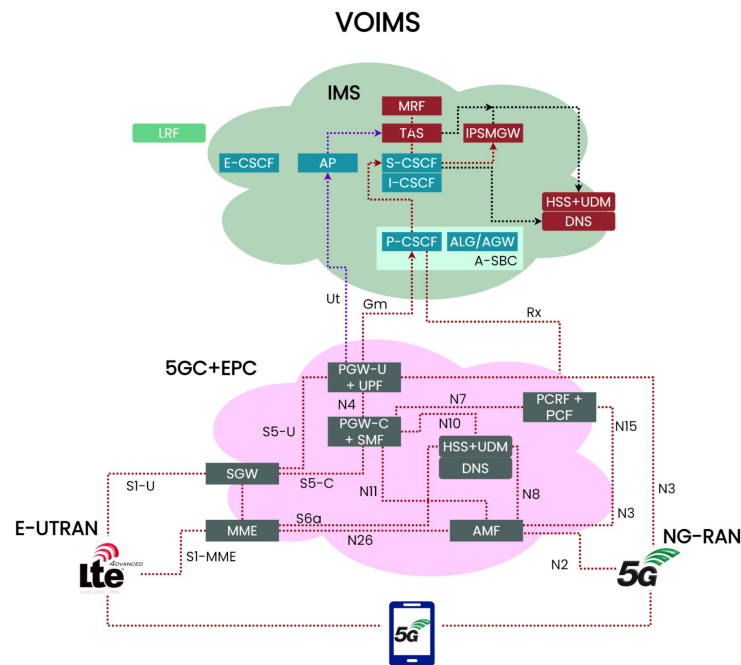 VOIMS
IMS
MRF
LRF
TAS
IPSMGW
E-CSCF
AP
S-CSCF
I-CSCF
HSS+UDM
DNS
P-CSCF
ALG/AGW
A-SBC
Ut
Gm
Rx
5GC+EPC
PGW-U
+ UPF
N4
N7
PCRF +
PCF
N10
N15
PGW-C
+ SMF
S5-U
HSS+UDM
DNS
SGW
S1-U
S5-C
N11
N8
N3
N3
E-UTRAN
S6a
MME
N26
AMF
NG-RAN
S1-MME
N2
4DVANCED
Lte
5G
5G